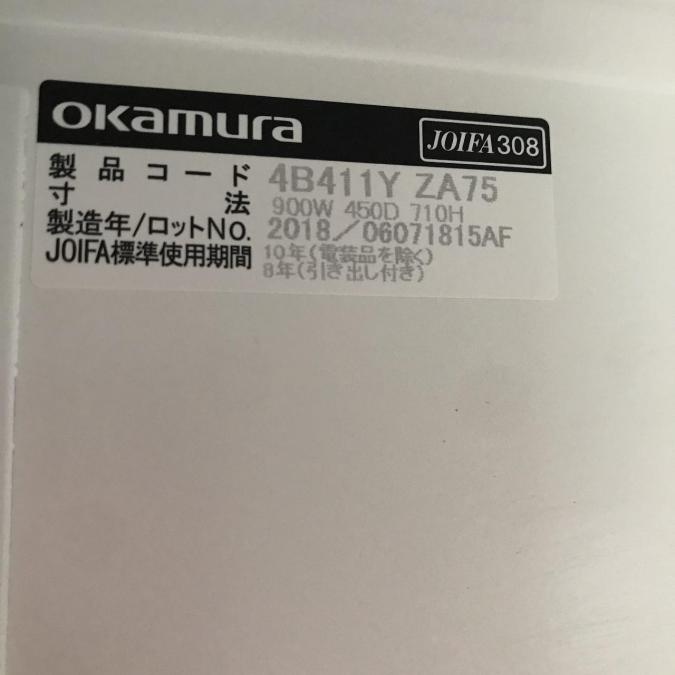 okamura
JOIFA308
製品コード 4B411Y ZA75
寸法 900W 450D 710H
製造年/ロットNo. 2018/06071815AF
JOIFA標準使用期間 10年(電装品を除く)
8年(引き出し付き)